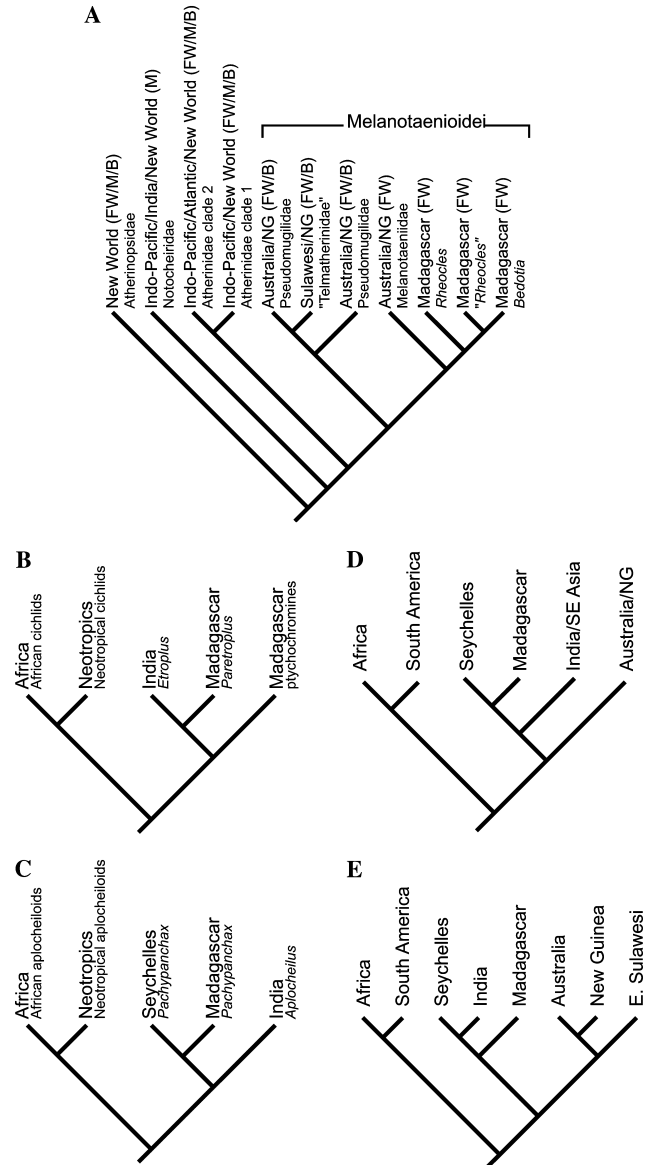 A
Melanotaenioidei
New World (FW/M/B)
Atherinopsidae
Indo-Pacific/India/New World (M)
Notocheiridae
Indo-Pacific/Atlantic/New World (FW/M/B)
Atherinidae clade 2
Indo-Pacific/New World (FW/M/B)
Atherinidae clade 1
Australia/NG (FW/B)
Pseudomugilidae
Sulawesi/NG (FW/B)
"Telmatherinidae"
Australia/NG (FW/B)
Pseudomugilidae
Australia/NG (FW)
Melanotaeniidae
Madagascar (FW)
Rheocles
Madagascar (FW)
"Rheocles"
Madagascar (FW)
Bedotia
B
Africa
African cichlids
Neotropics
Neotropical cichlids
India
Etroplus
Madagascar
Paretroplus
Madagascar
ptychochromines
D
Africa
South America
Seychelles
Madagascar
India/SE Asia
Australia/NG
C
Africa
African aplocheiloids
Neotropics
Neotropical aplocheiloids
Seychelles
Pachypanchax
Madagascar
Pachypanchax
India
Aplocheilus
E
Africa
South America
Seychelles
India
Madagascar
Australia
New Guinea
E. Sulawesi